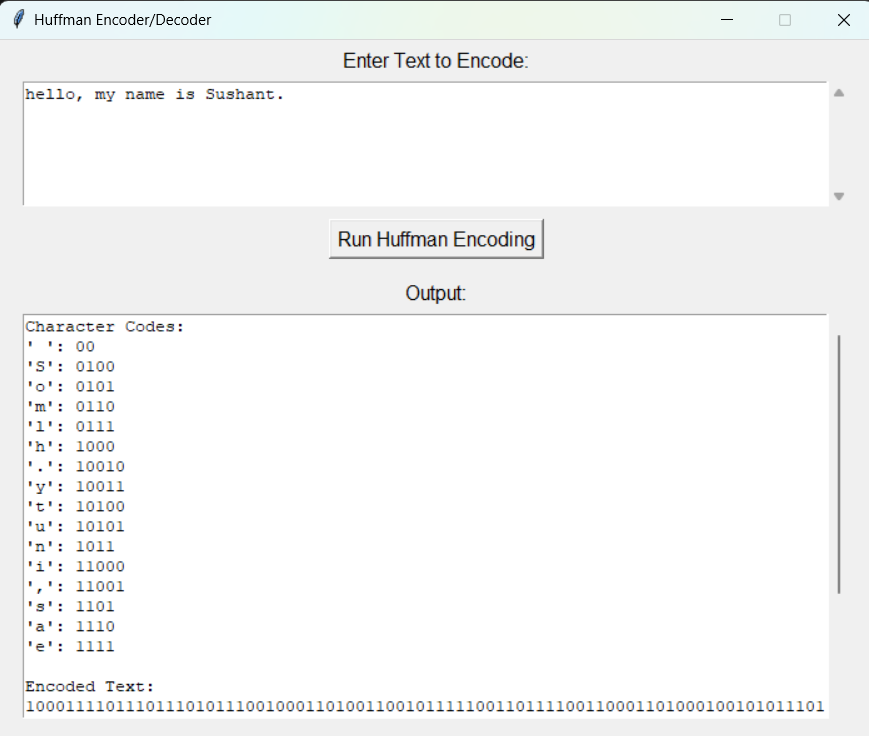 Huffman Encoder/Decoder
Enter Text to Encode:
hello, my name is Sushant.
Run Huffman Encoding
Output:
Character Codes:
' ': 00
'S': 0100
'o': 0101
'm': 0110
'l': 0111
'h': 1000
'.': 10010
'y': 10011
't': 10100
'u': 10101
'n': 1011
'i': 11000
',': 11001
's': 1101
'a': 1110
'e': 1111
Encoded Text:
10001111011101110101110010001101001100101111100110111100110001101000100101011101